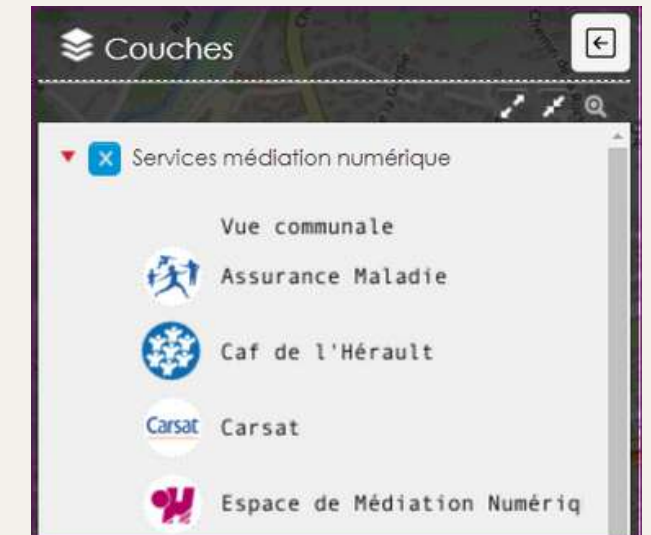 Couches
Services médiation numérique
Vue communale
Assurance Maladie
Caf de l'Hérault
Carsat Carsat
Espace de Médiation Numériq